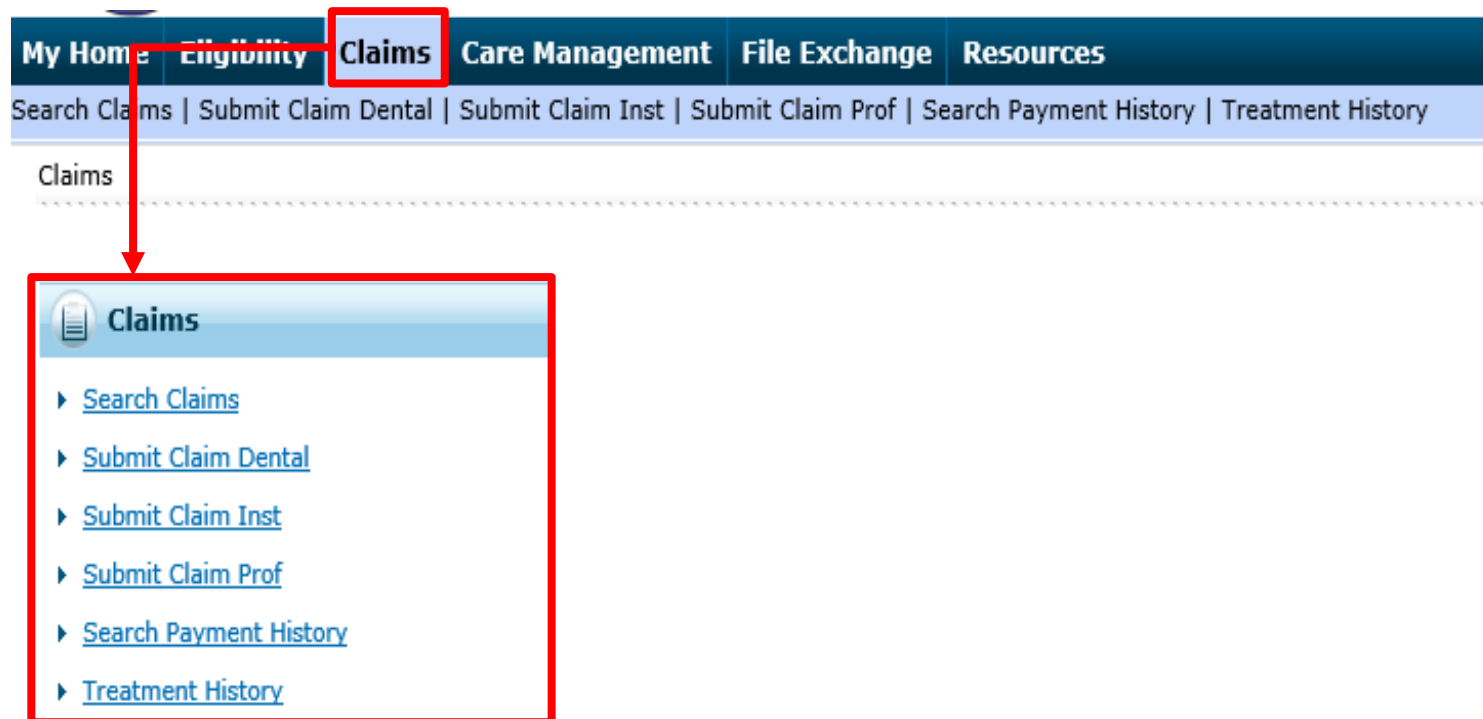 My Home Eligibility Claims Care Management File Exchange Resources
Search Claims | Submit Claim Dental | Submit Claim Inst | Submit Claim Prof | Search Payment History | Treatment History
Claims
Claims
Search Claims
Submit Claim Dental
Submit Claim Inst
Submit Claim Prof
Search Payment History
Treatment History